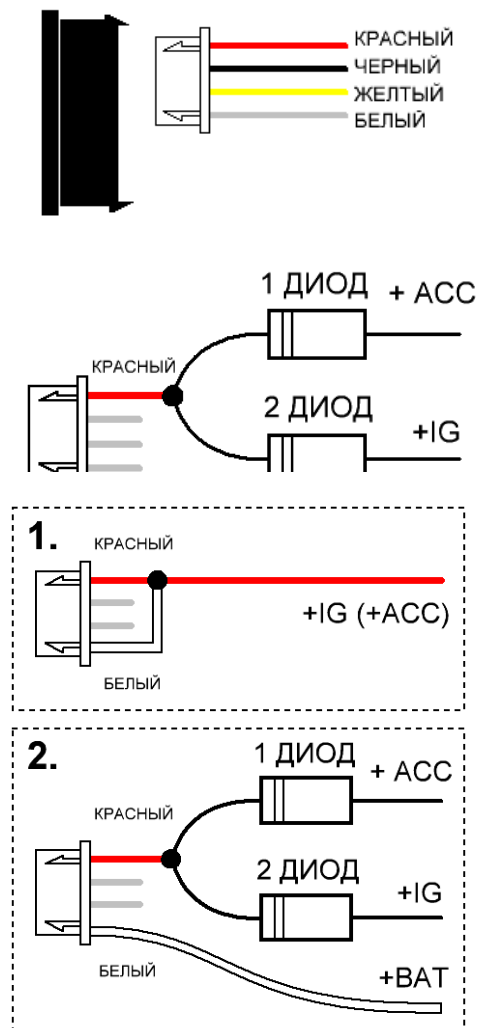 КРАСНЫЙ
ЧЕРНЫЙ
ЖЕЛТЫЙ
БЕЛЫЙ
1 ДИОД + ACC
КРАСНЫЙ
2 ДИОД
+IG
1.
КРАСНЫЙ
+IG (+ACC)
БЕЛЫЙ
2.
1 ДИОД + ACC
КРАСНЫЙ
2 ДИОД
+IG
БЕЛЫЙ
+BAT